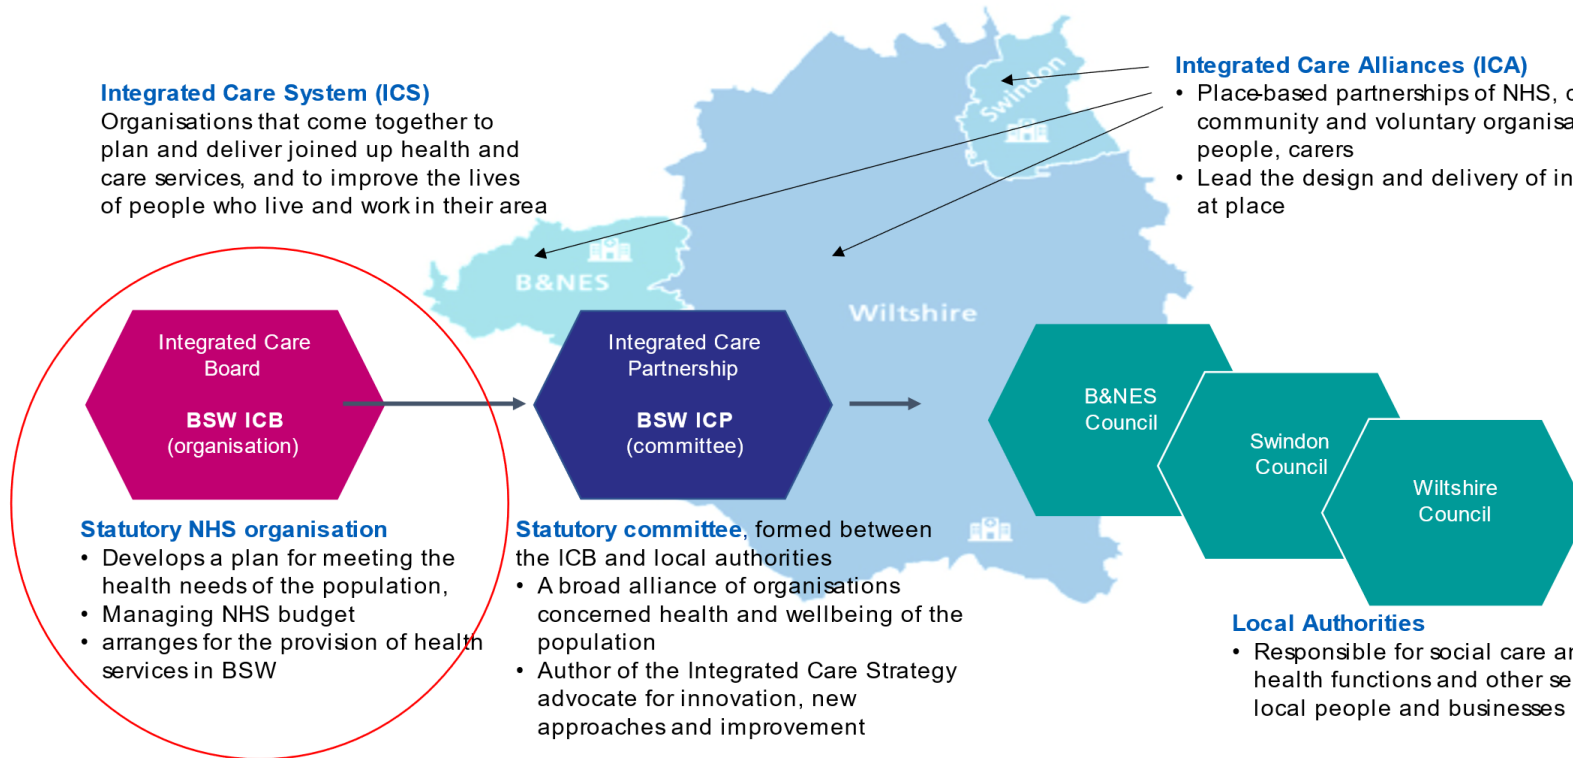 Integrated Care System (ICS)
Organisations that come together to
plan and deliver joined up health and
care services, and to improve the lives
of people who live and work in their area
Swindon
Integrated Care Alliances (ICA)
• Place-based partnerships of NHS,
community and voluntary
people, carers
• Lead the design and delivery of
at place
B&NES
Wiltshire
Integrated Care
Board
BSW ICB
(organisation)
Integrated Care
Partnership
BSW ICP
(committee)
B&NES
Council
Swindon
Council
Wiltshire
Council
Statutory NHS organisation
• Develops a plan for meeting the
health needs of the population,
• Managing NHS budget
• arranges for the provision of health
services in BSW
Statutory committee, formed between
the ICB and local authorities
• A broad alliance of organisations
concerned health and wellbeing of the
population
• Author of the Integrated Care Strategy
advocate for innovation, new
approaches and improvement
Local Authorities
• Responsible for social care
health functions and other
local people and businesses